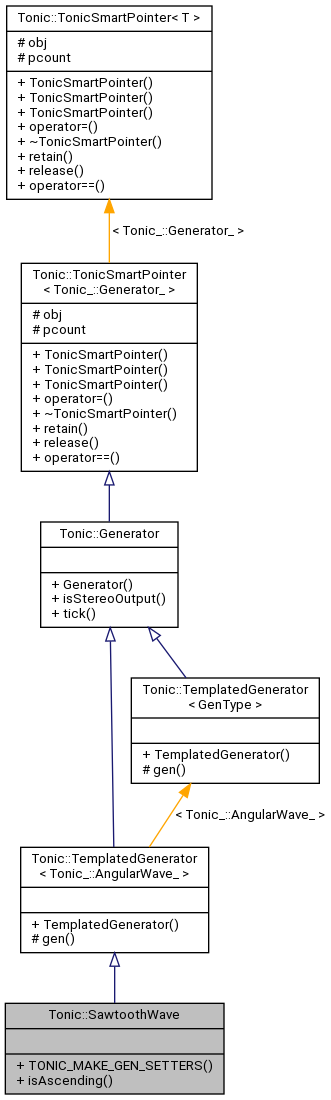 Tonic::TonicSmartPointer< T >
# obj
# pcount
+ TonicSmartPointer()
+ TonicSmartPointer()
+ TonicSmartPointer()
+ operator=()
+ ~TonicSmartPointer()
+ retain()
+ release()
+ operator==()
< Tonic_::Generator_ >
Tonic::TonicSmartPointer
< Tonic_::Generator_ >
# obj
# pcount
+ TonicSmartPointer()
+ TonicSmartPointer()
+ TonicSmartPointer()
+ operator=()
+ ~TonicSmartPointer()
+ retain()
+ release()
+ operator==()
Tonic::Generator
+ Generator()
+ isStereoOutput()
+ tick()
Tonic::TemplatedGenerator
< GenType >
+ TemplatedGenerator()
# gen()
< Tonic_::AngularWave_ >
Tonic::TemplatedGenerator
< Tonic_::AngularWave_ >
+ TemplatedGenerator()
# gen()
Tonic::SawtoothWave
+ TONIC_MAKE_GEN_SETTERS()
+ isAscending()